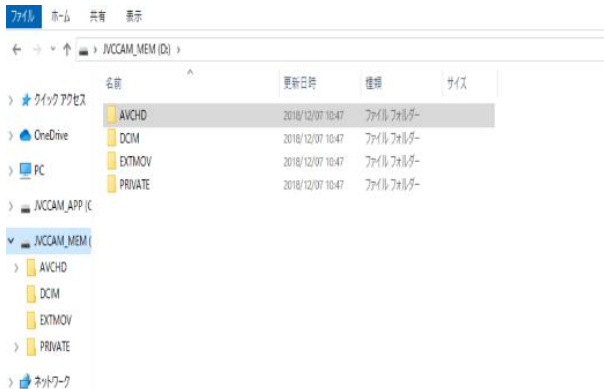 ファイル ホーム 共有 表示
JVCCAM_MEM (D:)
名前 更新日時 種類 サイズ
クイック アクセス
OneDrive
PC
JVCCAM_APP (C
JVCCAM_MEM (
AVCHD
DCIM
EXTMOV
PRIVATE
ネットワーク
AVCHD 2018/12/07 10:47 ファイル フォルダー
DCIM 2018/12/07 10:47 ファイル フォルダー
EXTMOV 2018/12/07 10:47 ファイル フォルダー
PRIVATE 2018/12/07 10:47 ファイル フォルダー